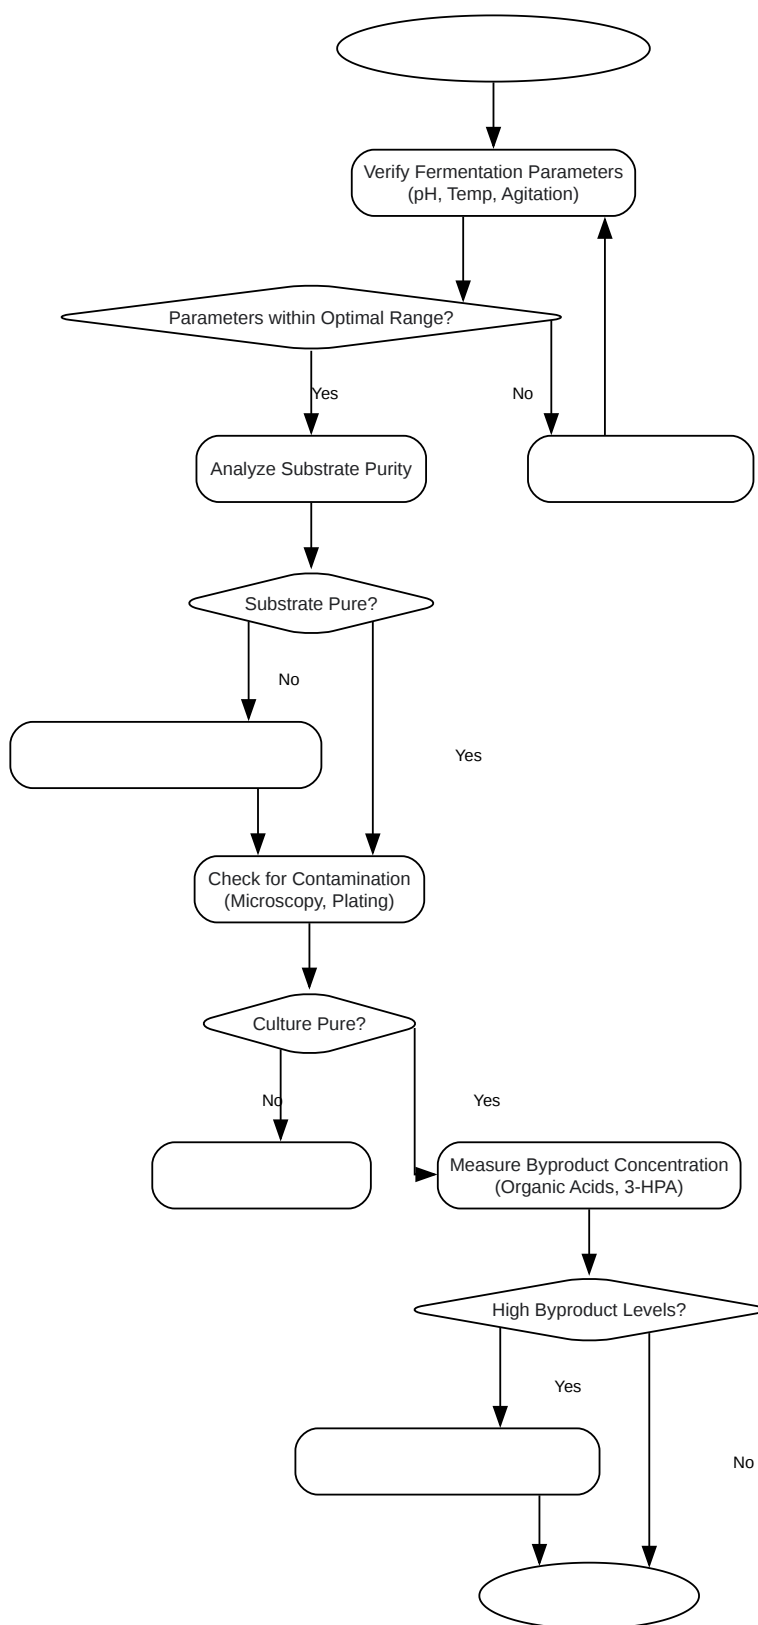 Verify Fermentation Parameters
(pH, Temp, Agitation)
Parameters within Optimal Range?
Yes
No
Analyze Substrate Purity
Substrate Pure?
No
Yes
Check for Contamination
(Microscopy, Plating)
Culture Pure?
No
Yes
Measure Byproduct Concentration
(Organic Acids, 3-HPA)
High Byproduct Levels?
Yes
No